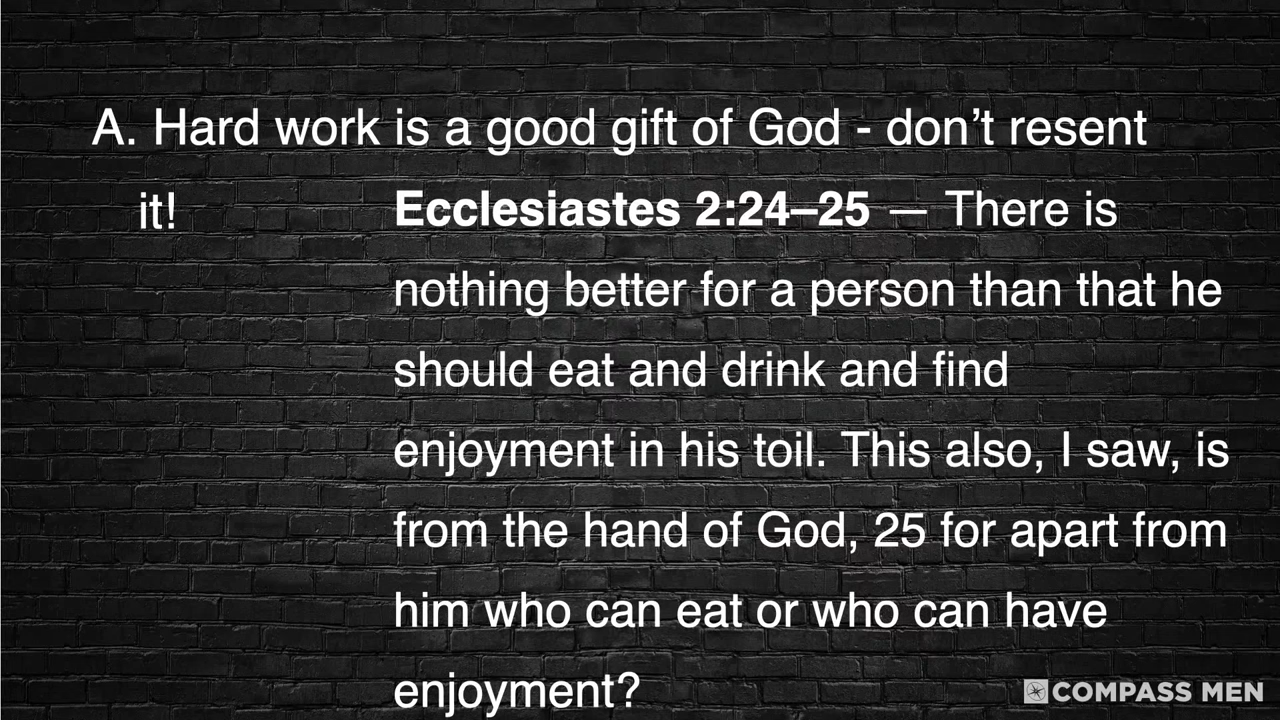 A. Hard work is a good gift of God - don’t resent
it! Ecclesiastes 2:24–25 — There is
nothing better for a person than that he
should eat and drink and find
enjoyment in his toil. This also, I saw, is
from the hand of God, 25 for apart from
him who can eat or who can have
enjoyment?
COMPASS MEN